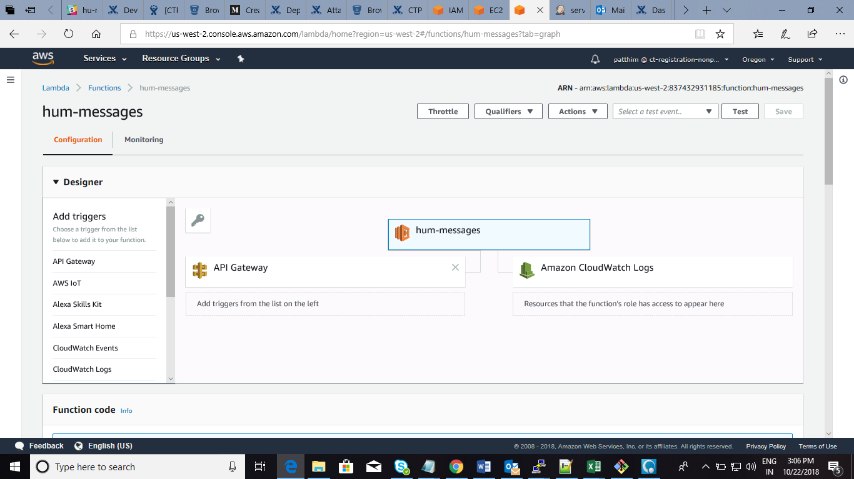 hu-r
Dev
[CTI
Brov
Crea
Dep
Atta
Brov
CTP
IAM
EC2
serv
Mai
Das
https://us-west-2.console.aws.amazon.com/lambda/home?region=us-west-2#/functions/hum-messages?tab=graph
aws
Services
Resource Groups
patthim @ ct-registration-nonp...
Oregon
Support
Lambda > Functions > hum-messages
ARN - arn:aws:lambda:us-west-2:837432931185:function:hum-messages
hum-messages
Throttle
Qualifiers
Actions
Select a test event..
Test
Save
Configuration
Monitoring
Designer
Add triggers
Choose a trigger from the list
below to add it to your function.
API Gateway
AWS IoT
Alexa Skills Kit
Alexa Smart Home
CloudWatch Events
CloudWatch Logs
hum-messages
API Gateway
Amazon CloudWatch Logs
Add triggers from the list on the left
Resources that the function's role has access to appear here
Function code Info
Feedback
English (US)
© 2008 - 2018, Amazon Web Services, Inc. or its affiliates. All rights reserved.
Privacy Policy
Terms of Use
Type here to search
ENG
IN
3:06 PM
10/22/2018